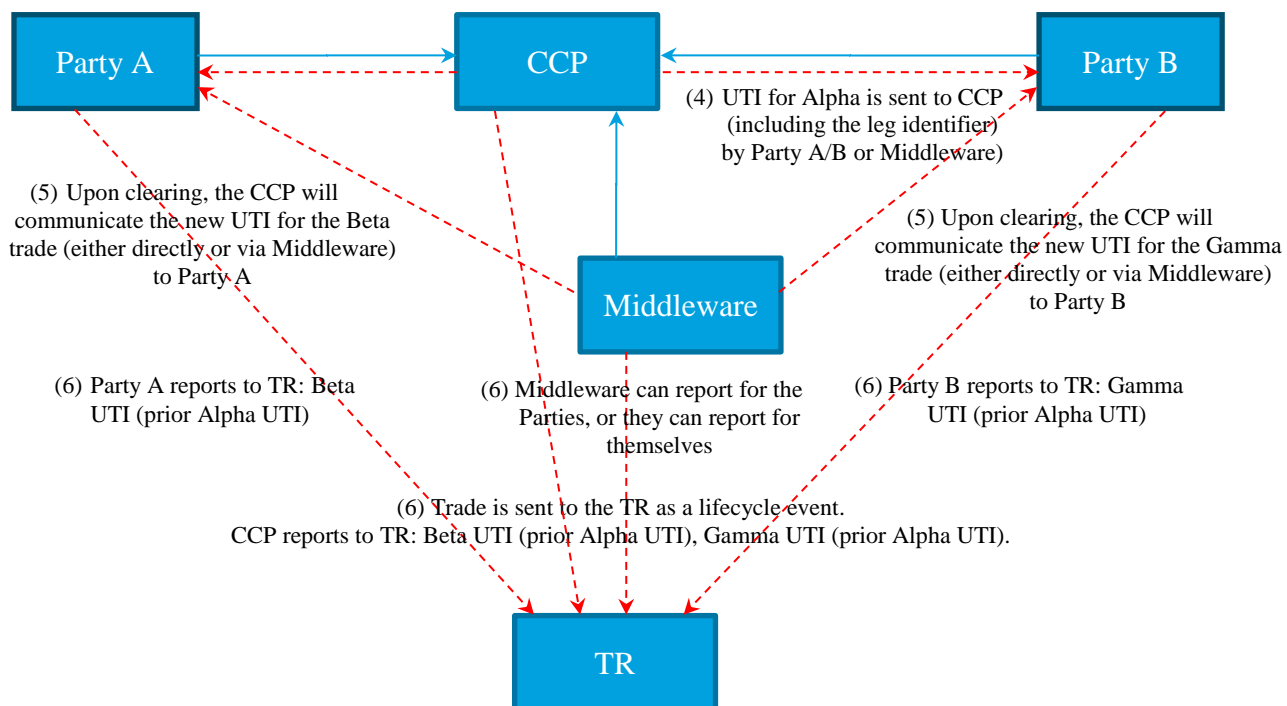 Party A
CCP
Party B
(4) UTI for Alpha is sent to CCP
(including the leg identifier)
by Party A/B or Middleware)
(5) Upon clearing, the CCP will
communicate the new UTI for the Beta
trade (either directly or via Middleware)
to Party A
(5) Upon clearing, the CCP will
communicate the new UTI for the Gamma
trade (either directly or via Middleware)
to Party B
Middleware
(6) Party A reports to TR: Beta
UTI (prior Alpha UTI)
(6) Middleware can report for the
Parties, or they can report for
themselves
(6) Party B reports to TR: Gamma
UTI (prior Alpha UTI)
(6) Trade is sent to the TR as a lifecycle event.
CCP reports to TR: Beta UTI (prior Alpha UTI), Gamma UTI (prior Alpha UTI).
TR